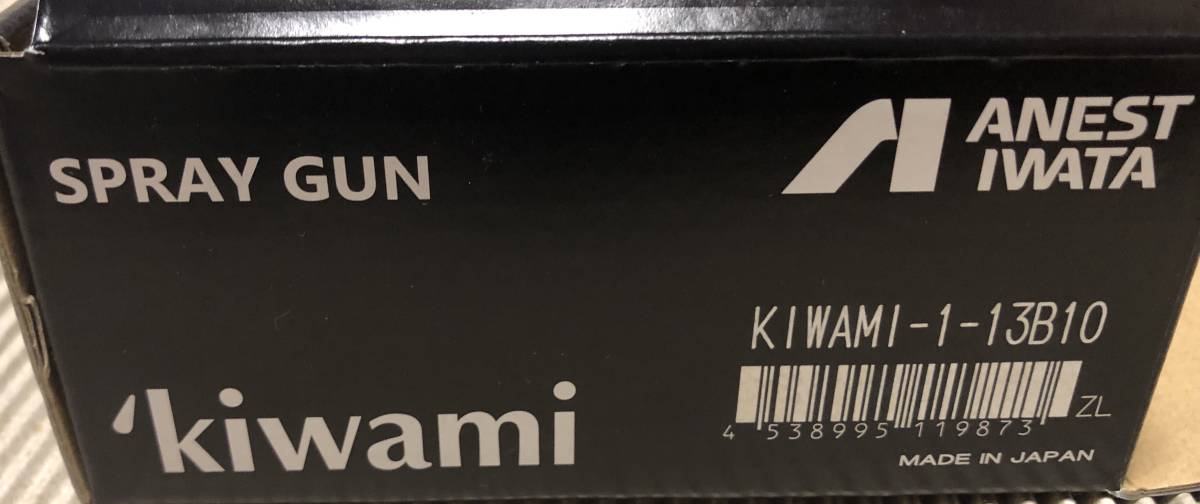 SPRAY GUN
ANEST
IWATA
KIWAMI-1-13B10
4 538995 119873
ZL
MADE IN JAPAN
kiwami